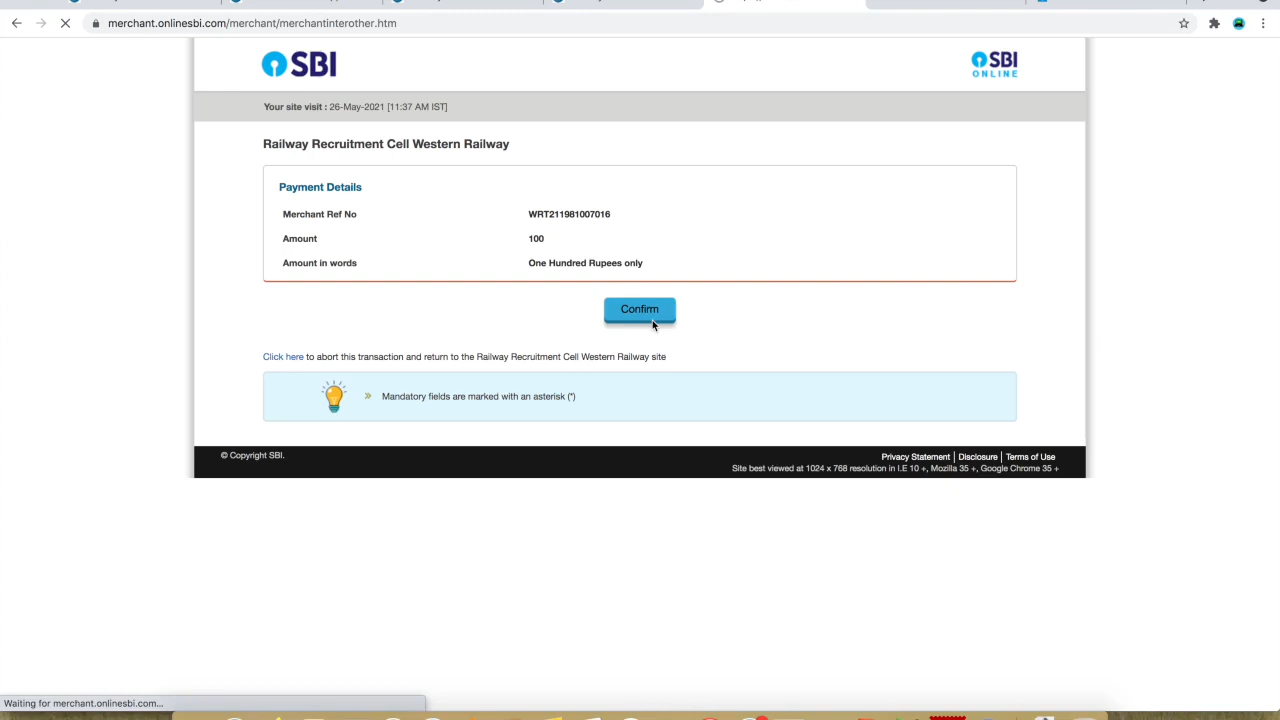 merchant.onlinesbi.com/merchant/merchantinterother.htm
SBI
SBI
ONLINE
Your site visit : 26-May-2021 [11:37 AM IST]
Railway Recruitment Cell Western Railway
Payment Details
Merchant Ref No WRT211981007016
Amount 100
Amount in words One Hundred Rupees only
Confirm
Click here to abort this transaction and return to the Railway Recruitment Cell Western Railway site
» Mandatory fields are marked with an asterisk (*)
© Copyright SBI.
Privacy Statement | Disclosure | Terms of Use
Site best viewed at 1024 x 768 resolution in I.E 10 +, Mozilla 35 +, Google Chrome 35 +
Waiting for merchant.onlinesbi.com...